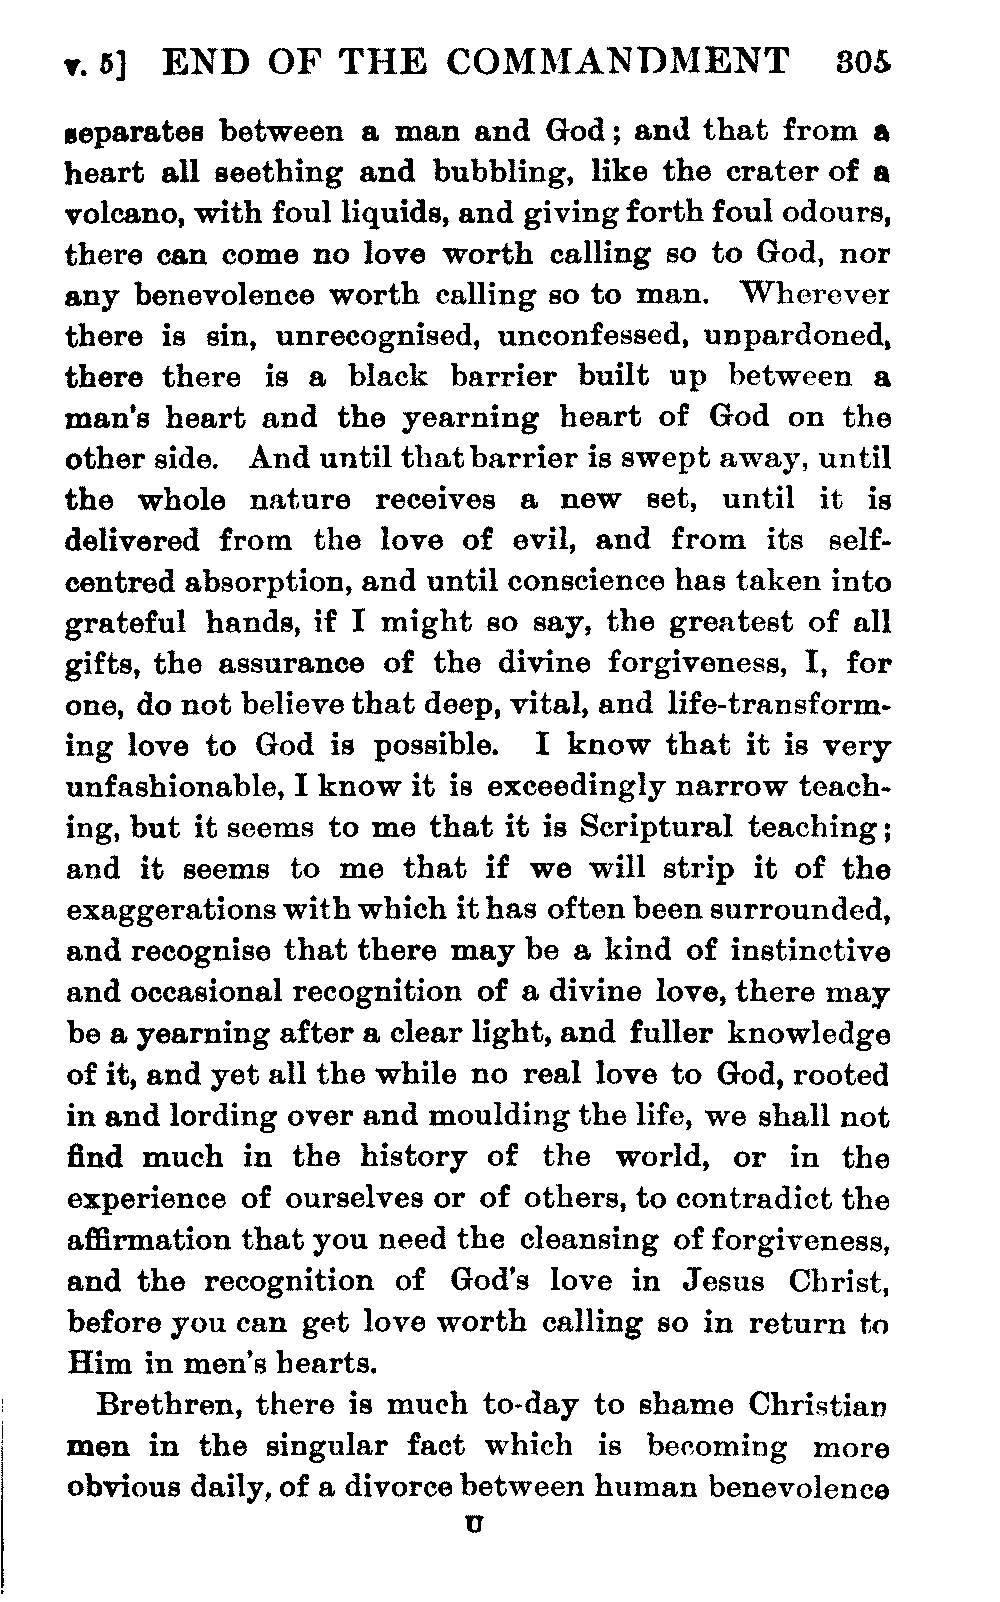 v. 5] END OF THE COMMANDMENT 305
separates between a man and God; and that from a
heart all seething and bubbling, like the crater of a
volcano, with foul liquids, and giving forth foul odours,
there can come no love worth calling so to God, nor
any benevolence worth calling so to man. Wherever
there is sin, unrecognised, unconfessed, unpardoned,
there there is a black barrier built up between a
man's heart and the yearning heart of God on the
other side. And until that barrier is swept away, until
the whole nature receives a new set, until it is
delivered from the love of evil, and from its self-
centred absorption, and until conscience has taken into
grateful hands, if I might so say, the greatest of all
gifts, the assurance of the divine forgiveness, I, for
one, do not believe that deep, vital, and life-transform-
ing love to God is possible. I know that it is very
unfashionable, I know it is exceedingly narrow teach-
ing, but it seems to me that it is Scriptural teaching;
and it seems to me that if we will strip it of the
exaggerations with which it has often been surrounded,
and recognise that there may be a kind of instinctive
and occasional recognition of a divine love, there may
be a yearning after a clear light, and fuller knowledge
of it, and yet all the while no real love to God, rooted
in and lording over and moulding the life, we shall not
find much in the history of the world, or in the
experience of ourselves or of others, to contradict the
affirmation that you need the cleansing of forgiveness,
and the recognition of God's love in Jesus Christ,
before you can get love worth calling so in return to
Him in men's hearts.
Brethren, there is much to-day to shame Christian
men in the singular fact which is becoming more
obvious daily, of a divorce between human benevolence
U